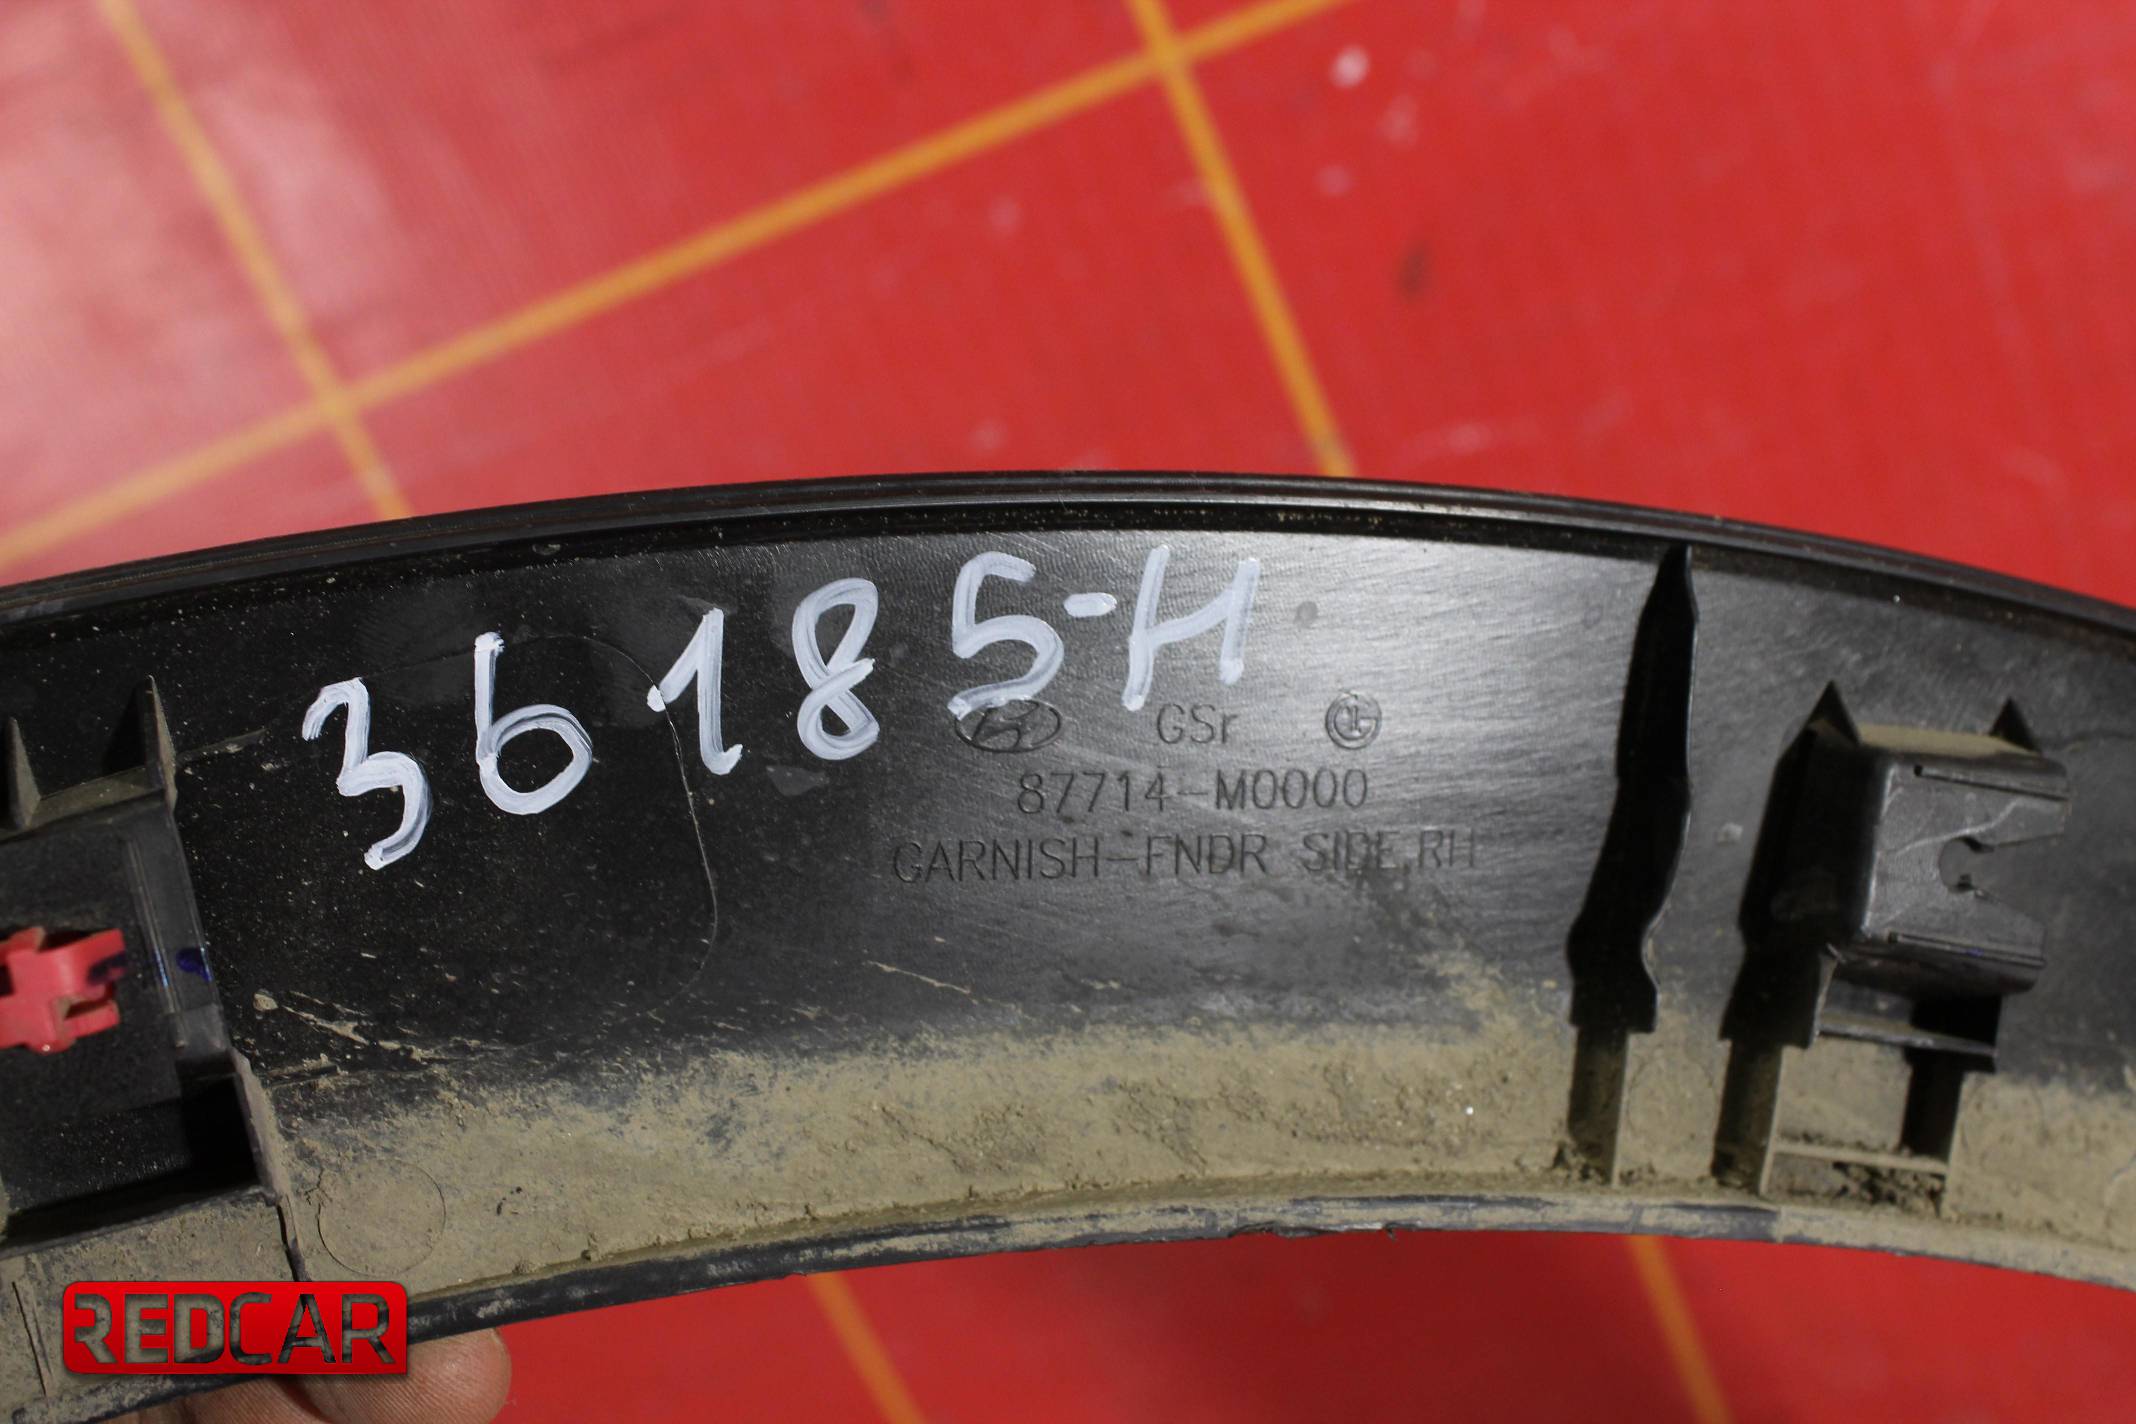 36185-H
GSr
87714-M0000
GARNISH-FNDR SIDE,RH
REDCAR